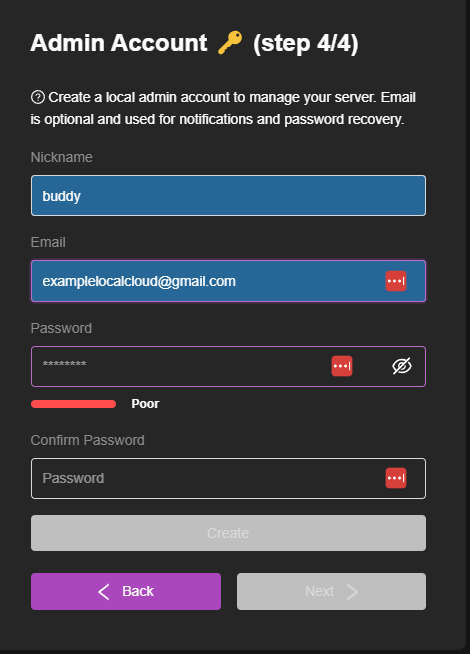 Admin Account 🔑 (step 4/4)
Create a local admin account to manage your server. Email
is optional and used for notifications and password recovery.
Nickname
buddy
Email
examplelocalcloud@gmail.com
Password
********
Poor
Confirm Password
Password
Create
Back
Next